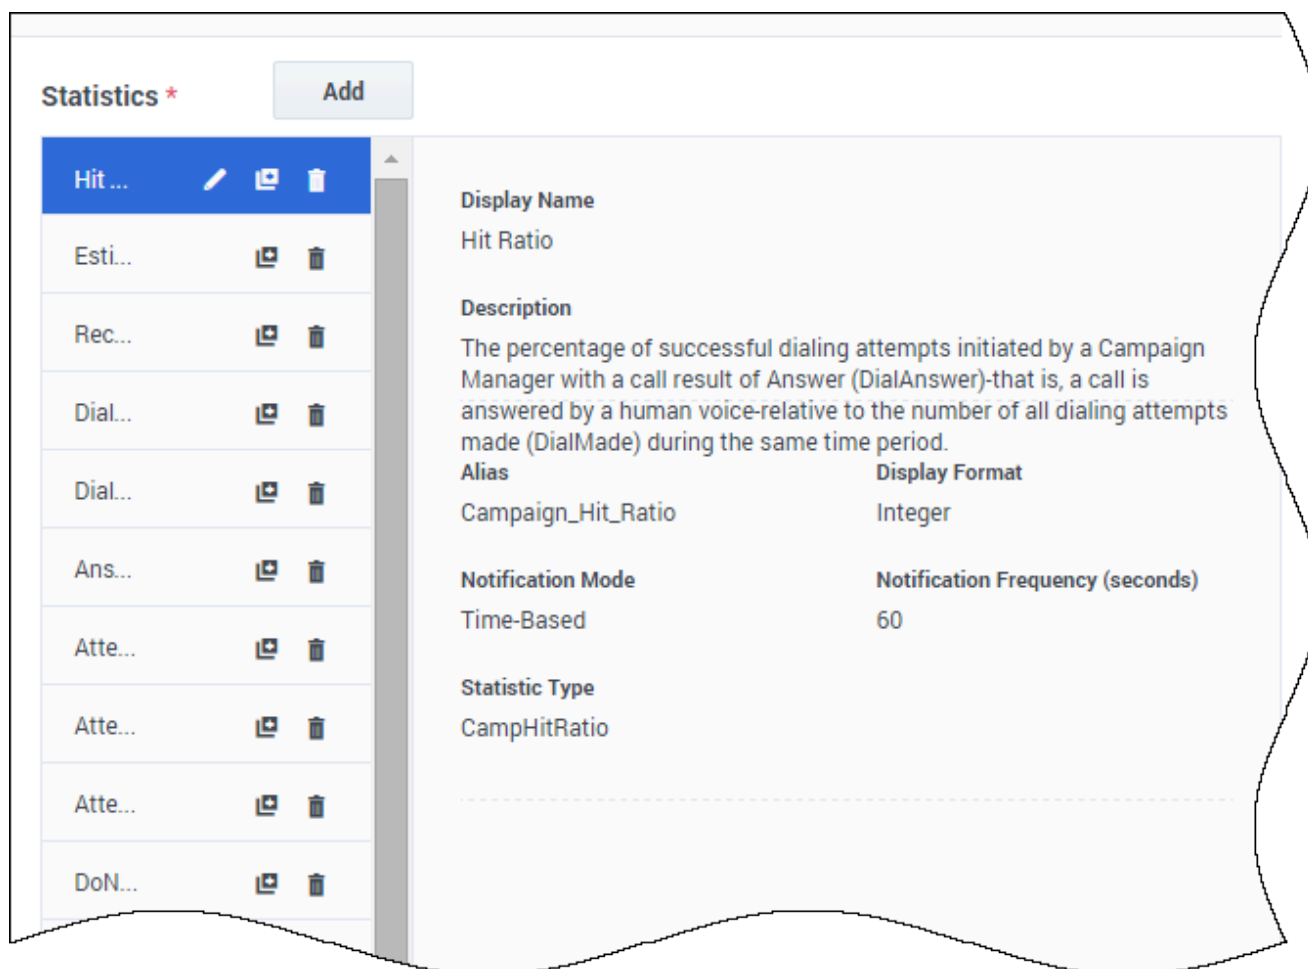 Statistics *
Add
Hit ...
Esti...
Rec...
Dial...
Dial...
Ans...
Atte...
Atte...
Atte...
DoN...
Display Name
Hit Ratio
Description
The percentage of successful dialing attempts initiated by a Campaign
Manager with a call result of Answer (DialAnswer)-that is, a call is
answered by a human voice-relative to the number of all dialing attempts
made (DialMade) during the same time period.
Alias
Display Format
Campaign_Hit_Ratio
Integer
Notification Mode
Notification Frequency (seconds)
Time-Based
60
Statistic Type
CampHitRatio